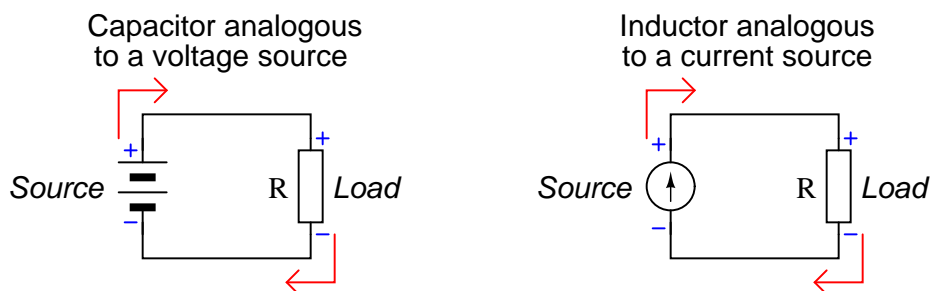 Capacitor analogous
to a voltage source
Inductor analogous
to a current source
+
+
Source
R
Load
−
−
+
+
Source
R
Load
−
−